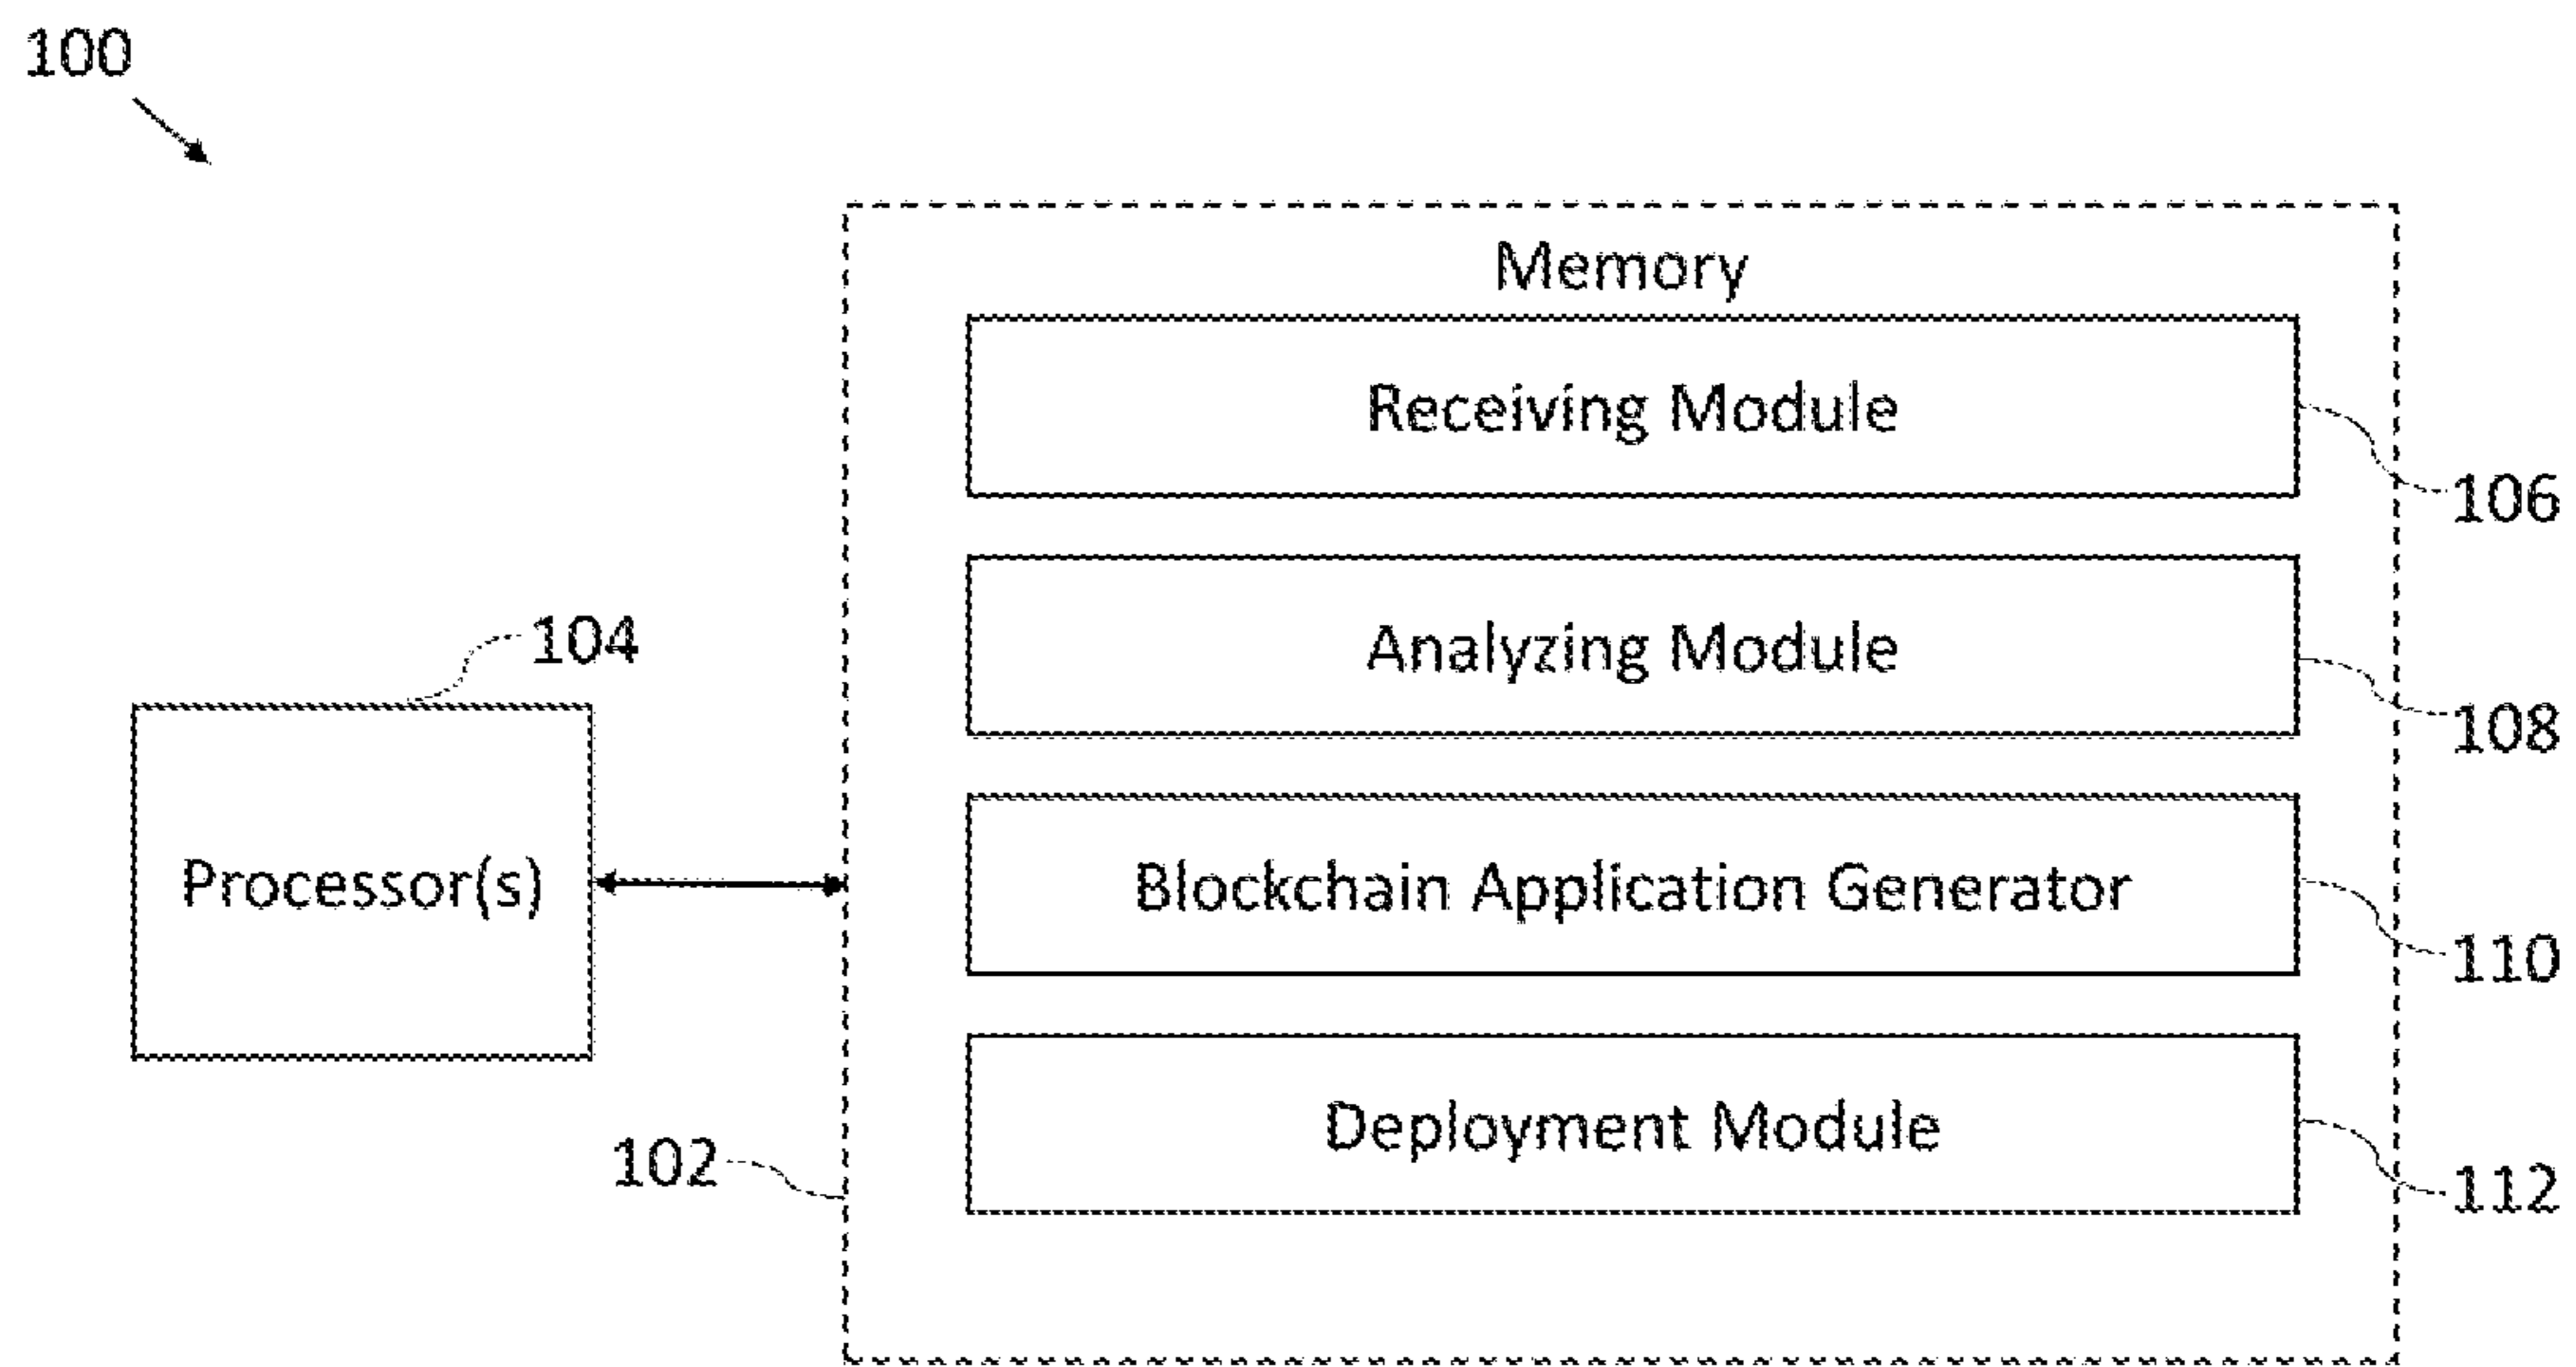 100
Memory
Receiving Module
106
Analyzing Module
108
104
Processor(s)
Blockchain Application Generator
110
Deployment Module
102
112